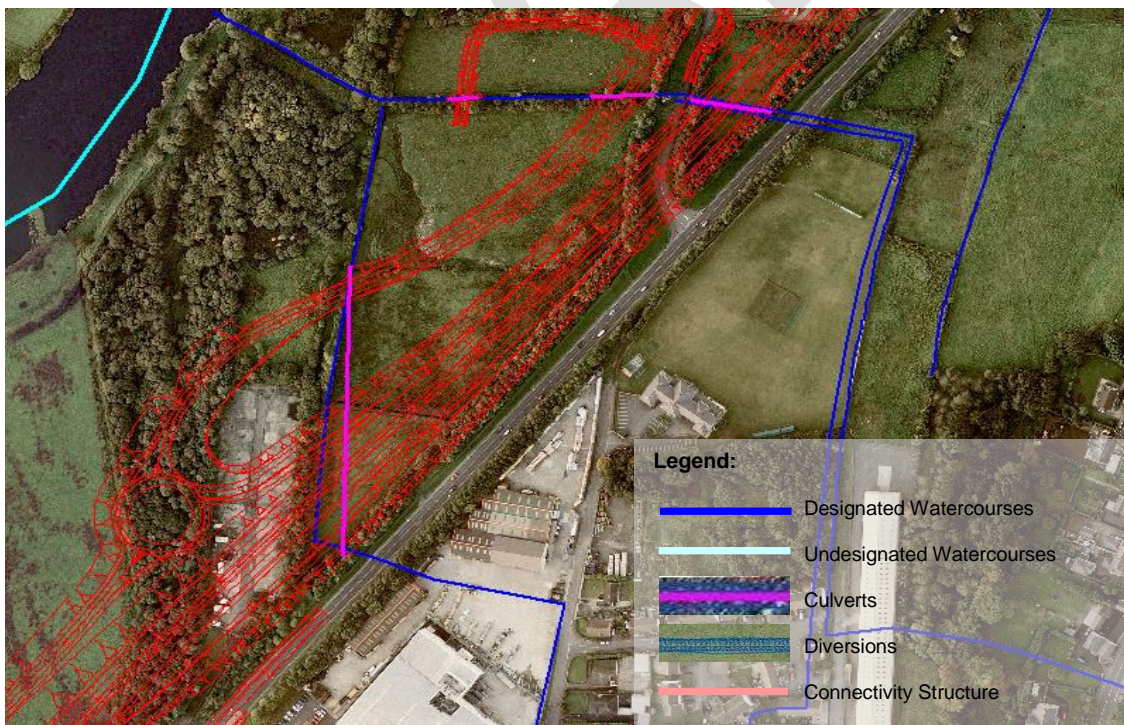 Legend:
Designated Watercourses
Undesignated Watercourses
Culverts
Diversions
Connectivity Structure